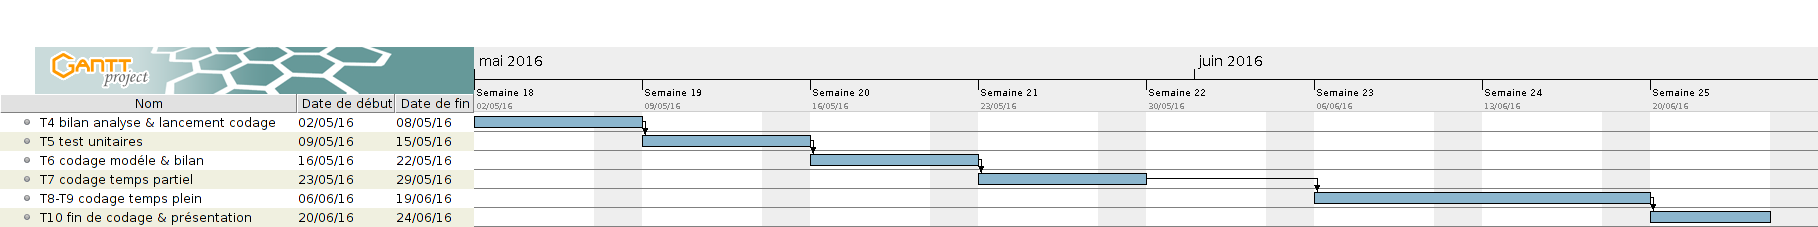 GANTT
project
mai 2016
juin 2016
Semaine 18
Semaine 19
Semaine 20
Semaine 21
Semaine 22
Semaine 23
Semaine 24
Semaine 25
02/05/16
09/05/16
16/05/16
23/05/16
30/05/16
06/06/16
13/06/16
20/06/16
Nom Date de début Date de fin
T4 bilan analyse & lancement codage 02/05/16 08/05/16
T5 test unitaires 09/05/16 15/05/16
T6 codage modéle & bilan 16/05/16 22/05/16
T7 codage temps partiel 23/05/16 29/05/16
T8-T9 codage temps plein 06/06/16 19/06/16
T10 fin de codage & présentation 20/06/16 24/06/16